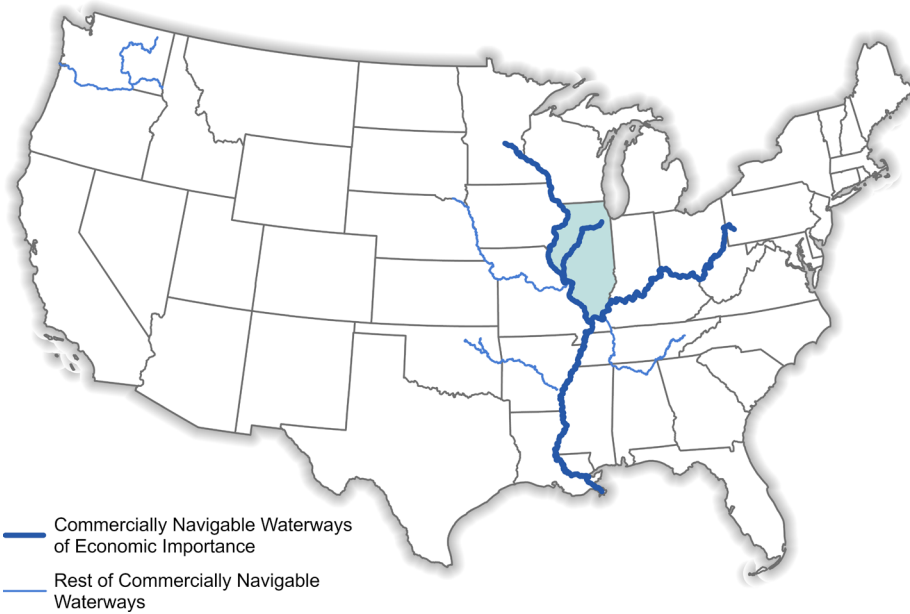 Commercially Navigable Waterways
of Economic Importance
Rest of Commercially Navigable
Waterways